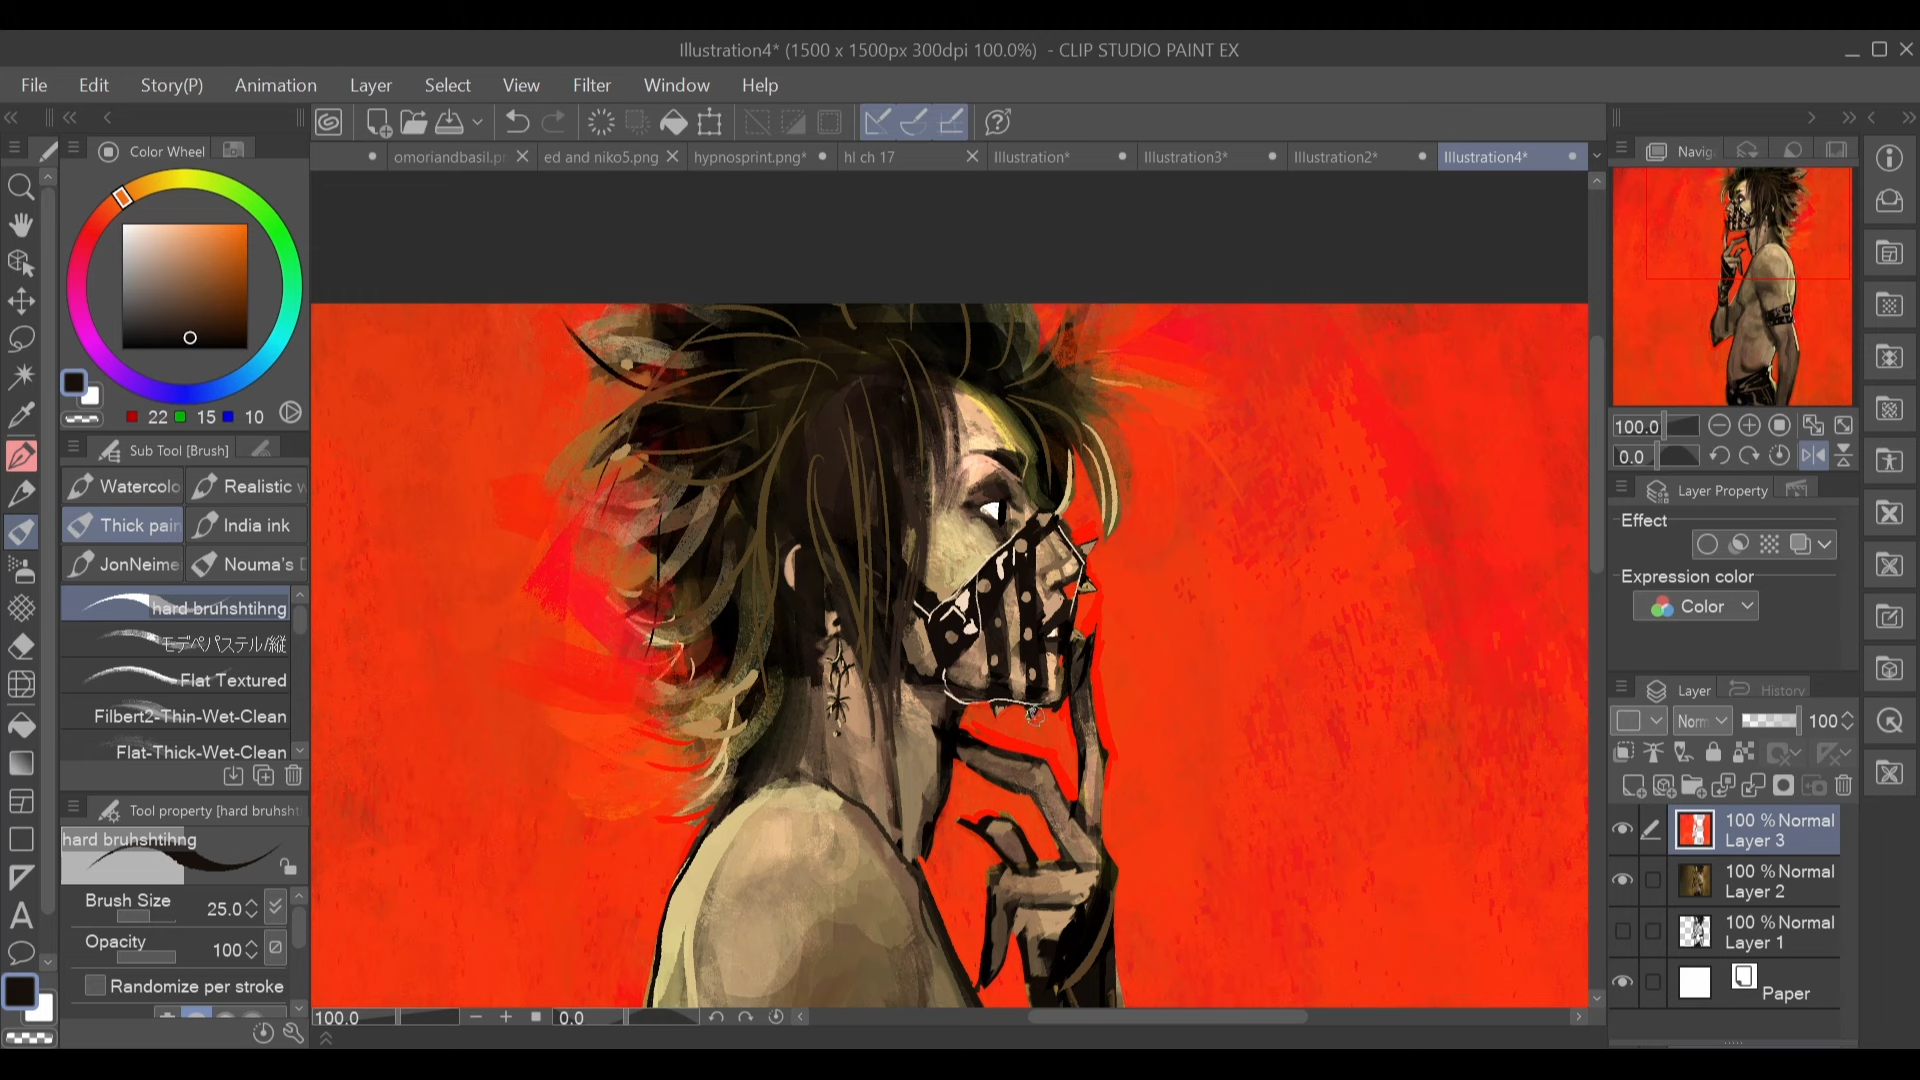 Illustration4* (1500 x 1500px 300dpi 100.0%)  - CLIP STUDIO PAINT EX
File Edit Story(P) Animation Layer Select View Filter Window Help
omoriandbasil.p ed and niko5.png hypnosprint.png* hl ch 17 Illustration* Illustration3* Illustration2* Illustration4*
Color Wheel
22 15 10
Sub Tool [Brush]
Watercolo Realistic
Thick pain India ink
JonNeime Nouma's
hard bruhshtihng
モデペパステル/縦
Flat Textured
Filbert2-Thin-Wet-Clean
Flat-Thick-Wet-Clean
Tool property [hard bruhsht
hard bruhshtihng
Brush Size 25.0
Opacity 100
Randomize per stroke
100.0 0.0
Navig
100.0
0.0
Layer Property
Effect
Expression color
Color
Layer History
Norm 100
100 % Normal
Layer 3
100 % Normal
Layer 2
100 % Normal
Layer 1
Paper